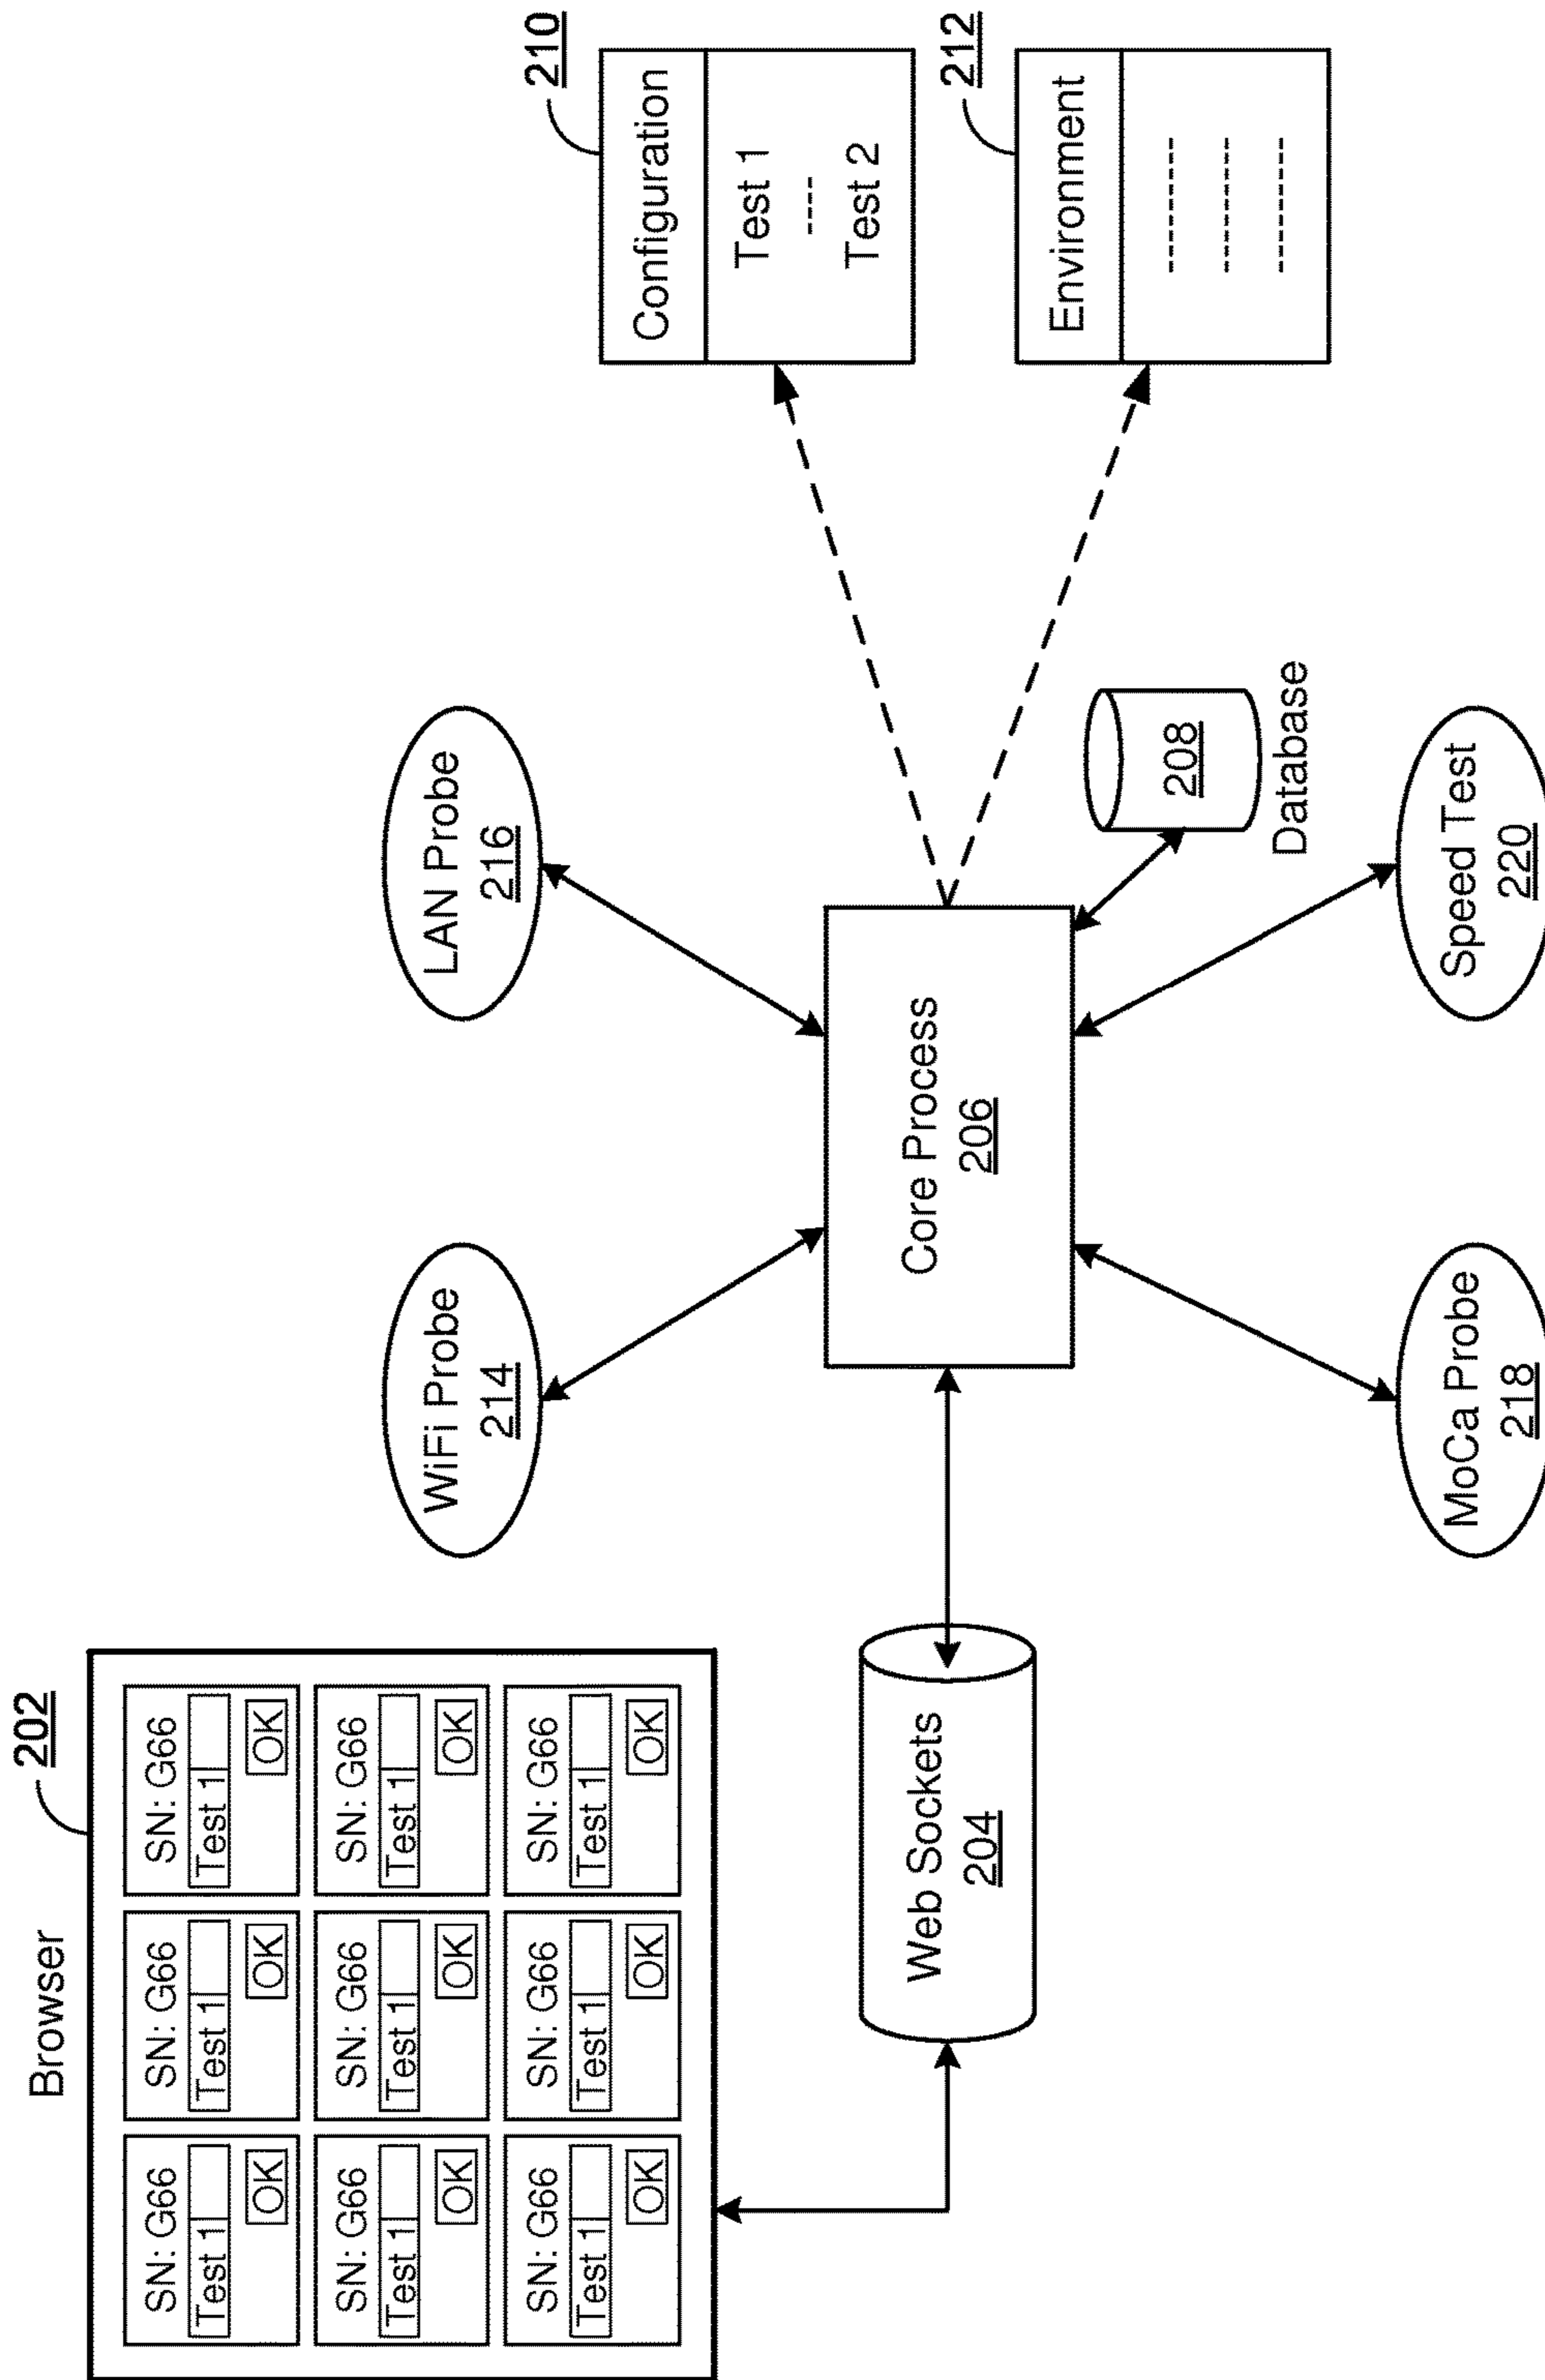 Browser
202
SN: G66
Test 1
OK
SN: G66
Test 1
OK
SN: G66
Test 1
OK
SN: G66
Test 1
OK
SN: G66
Test 1
OK
SN: G66
Test 1
OK
SN: G66
Test 1
OK
SN: G66
Test 1
OK
SN: G66
Test 1
OK
Web Sockets
204
WiFi Probe
214
LAN Probe
216
Core Process
206
208
Database
MoCa Probe
218
Speed Test
220
210
Configuration
Test 1
----
Test 2
212
Environment
---------
---------
---------